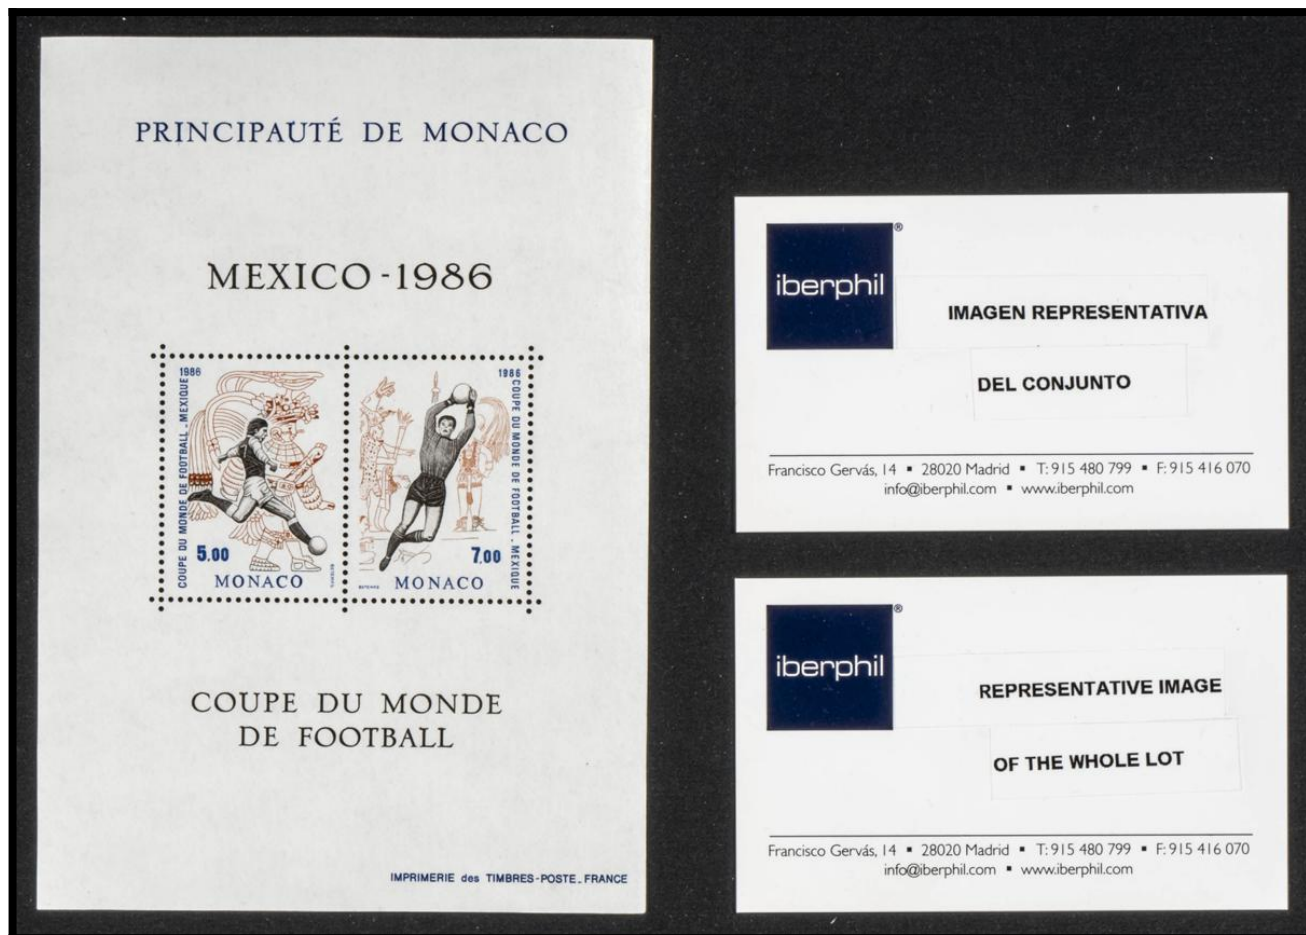 PRINCIPAUTÉ DE MONACO
MEXICO - 1986
1986
COUPE DU MONDE DE FOOTBALL _ MEXIQUE
5.00
MONACO
1986
COUPE DU MONDE DE FOOTBALL _ MEXIQUE
7.00
MONACO
COUPE DU MONDE
DE FOOTBALL
IMPRIMERIE des TIMBRES-POSTE_FRANCE
iberphil®
IMAGEN REPRESENTATIVA
DEL CONJUNTO
Francisco Gervás, 14 ▪ 28020 Madrid ▪ T: 915 480 799 ▪ F: 915 416 070
info@iberphil.com ▪ www.iberphil.com
iberphil®
REPRESENTATIVE IMAGE
OF THE WHOLE LOT
Francisco Gervás, 14 ▪ 28020 Madrid ▪ T: 915 480 799 ▪ F: 915 416 070
info@iberphil.com ▪ www.iberphil.com